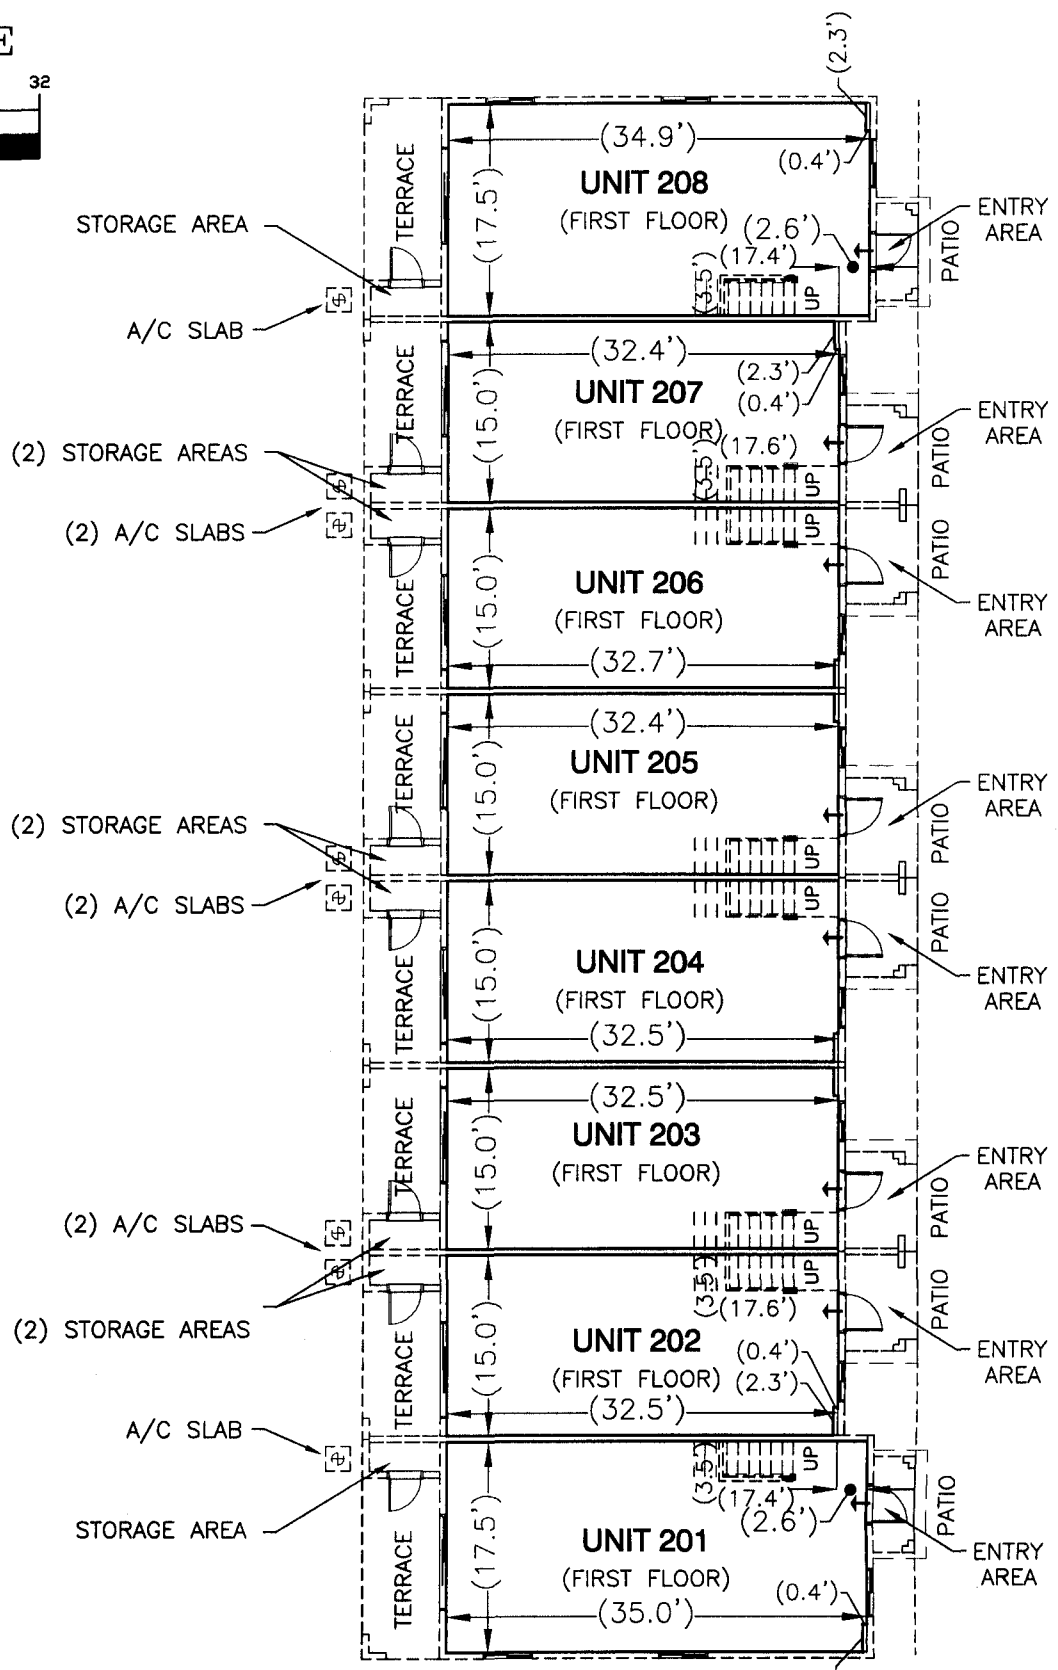 32
(2.3')
(34.9')
(0.4')
UNIT 208
(FIRST FLOOR)
(17.5')
TERRACE
STORAGE AREA
A/C SLAB
(2.6')
(17.4')
(3.5')
UP
ENTRY
AREA
PATIO
(32.4')
(2.3')
(0.4')
UNIT 207
(FIRST FLOOR)
(15.0')
TERRACE
(17.6')
(3.5')
UP
ENTRY
AREA
PATIO
(2) STORAGE AREAS
(2) A/C SLABS
UP
PATIO
UNIT 206
(FIRST FLOOR)
(15.0')
TERRACE
(32.7')
ENTRY
AREA
(32.4')
UNIT 205
(FIRST FLOOR)
(15.0')
TERRACE
UP
ENTRY
AREA
PATIO
(2) STORAGE AREAS
(2) A/C SLABS
UP
PATIO
UNIT 204
(FIRST FLOOR)
(15.0')
TERRACE
(32.5')
ENTRY
AREA
(32.5')
UNIT 203
(FIRST FLOOR)
(15.0')
TERRACE
UP
ENTRY
AREA
PATIO
(2) A/C SLABS
(2) STORAGE AREAS
UP
(3.5')
(17.6')
PATIO
UNIT 202
(FIRST FLOOR)
(15.0')
TERRACE
(0.4')
(2.3')
(32.5')
ENTRY
AREA
A/C SLAB
STORAGE AREA
UP
(3.5')
(17.4')
(2.6')
PATIO
UNIT 201
(FIRST FLOOR)
(17.5')
TERRACE
(0.4')
(35.0')
ENTRY
AREA